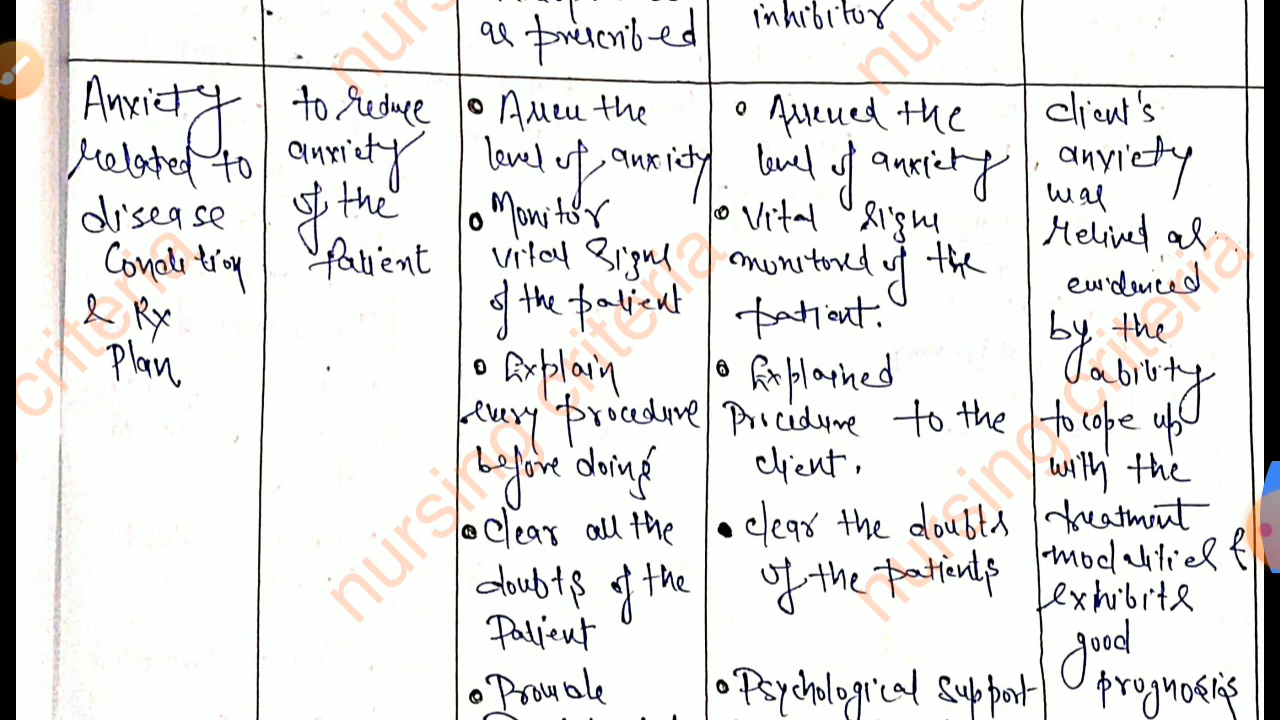 as prescribed
inhibitor
Anxiety
related to
disease
Condition
& Rx
Plan
to reduce
anxiety
of the
Patient
• Assess the
level of anxiety
• Monitor
vital Signs
of the patient
• Explain
every procedure
before doing
• Clear all the
doubts of the
Patient
• Provide
• Assessed the
level of anxiety
• Vital signs
monitored of the
patient.
• Explained
Procedure to the
client.
• clear the doubts
of the patients
• Psychological support
client's
anxiety
was
relived as
evidenced
by the
ability
to cope up
with the
treatment
modalities &
exhibits
good
prognosis
nursing criteria
nursing criteria
criteria